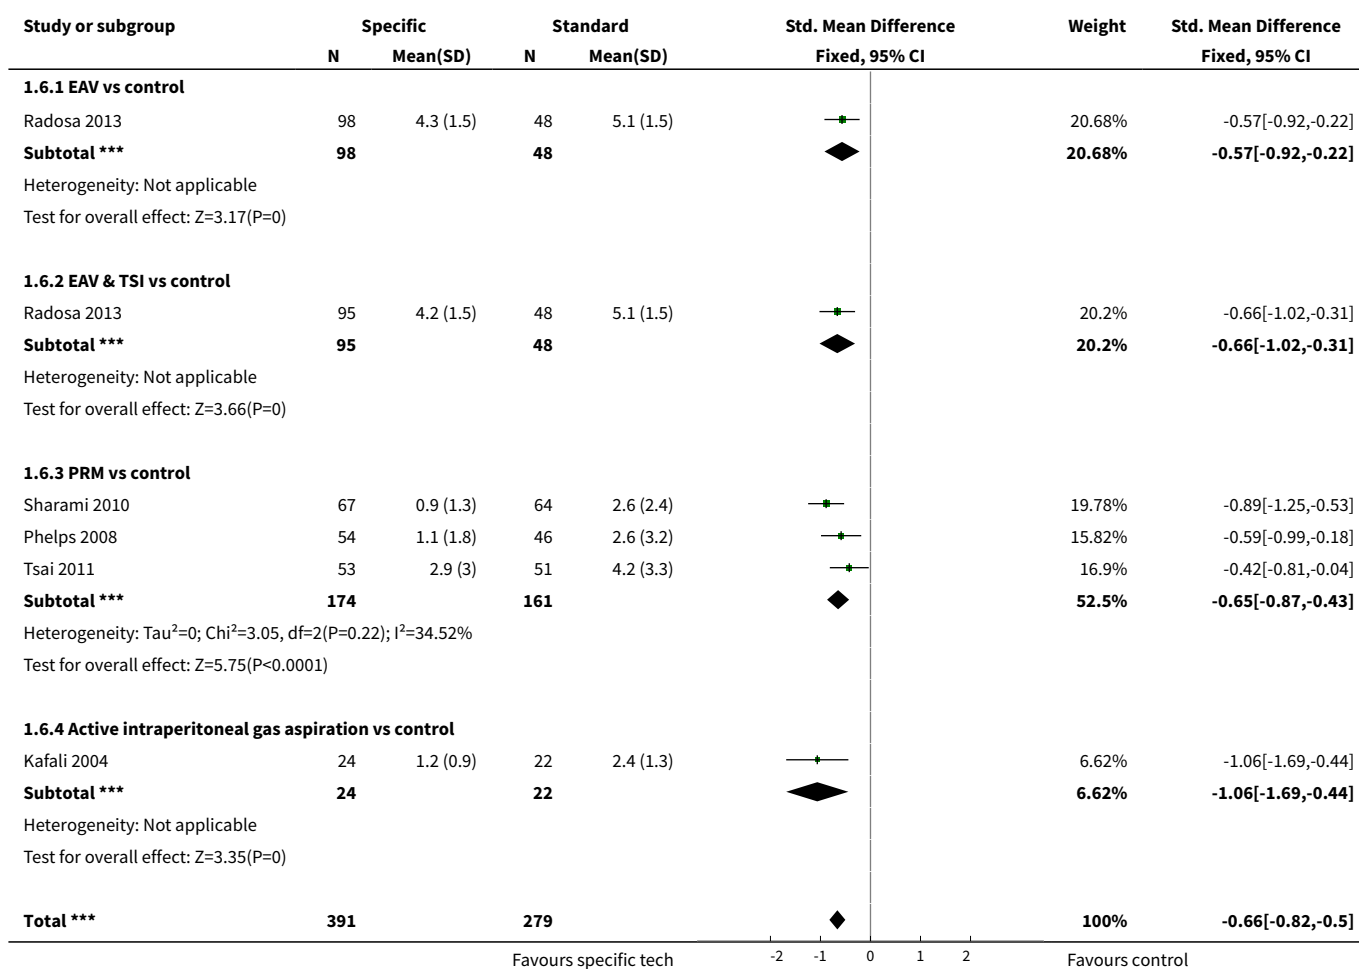 Study or subgroup Specific Standard Std. Mean Difference Weight Std. Mean Difference
N Mean(SD) N Mean(SD) Fixed, 95% CI Fixed, 95% CI
1.6.1 EAV vs control
Radosa 2013 98 4.3 (1.5) 48 5.1 (1.5) 20.68% -0.57[-0.92,-0.22]
Subtotal *** 98 48 20.68% -0.57[-0.92,-0.22]
Heterogeneity: Not applicable
Test for overall effect: Z=3.17(P=0)
1.6.2 EAV & TSI vs control
Radosa 2013 95 4.2 (1.5) 48 5.1 (1.5) 20.2% -0.66[-1.02,-0.31]
Subtotal *** 95 48 20.2% -0.66[-1.02,-0.31]
Heterogeneity: Not applicable
Test for overall effect: Z=3.66(P=0)
1.6.3 PRM vs control
Sharami 2010 67 0.9 (1.3) 64 2.6 (2.4) 19.78% -0.89[-1.25,-0.53]
Phelps 2008 54 1.1 (1.8) 46 2.6 (3.2) 15.82% -0.59[-0.99,-0.18]
Tsai 2011 53 2.9 (3) 51 4.2 (3.3) 16.9% -0.42[-0.81,-0.04]
Subtotal *** 174 161 52.5% -0.65[-0.87,-0.43]
Heterogeneity: Tau²=0; Chi²=3.05, df=2(P=0.22); I²=34.52%
Test for overall effect: Z=5.75(P<0.0001)
1.6.4 Active intraperitoneal gas aspiration vs control
Kafali 2004 24 1.2 (0.9) 22 2.4 (1.3) 6.62% -1.06[-1.69,-0.44]
Subtotal *** 24 22 6.62% -1.06[-1.69,-0.44]
Heterogeneity: Not applicable
Test for overall effect: Z=3.35(P=0)
Total *** 391 279 100% -0.66[-0.82,-0.5]
Favours specific tech -2 -1 0 1 2 Favours control